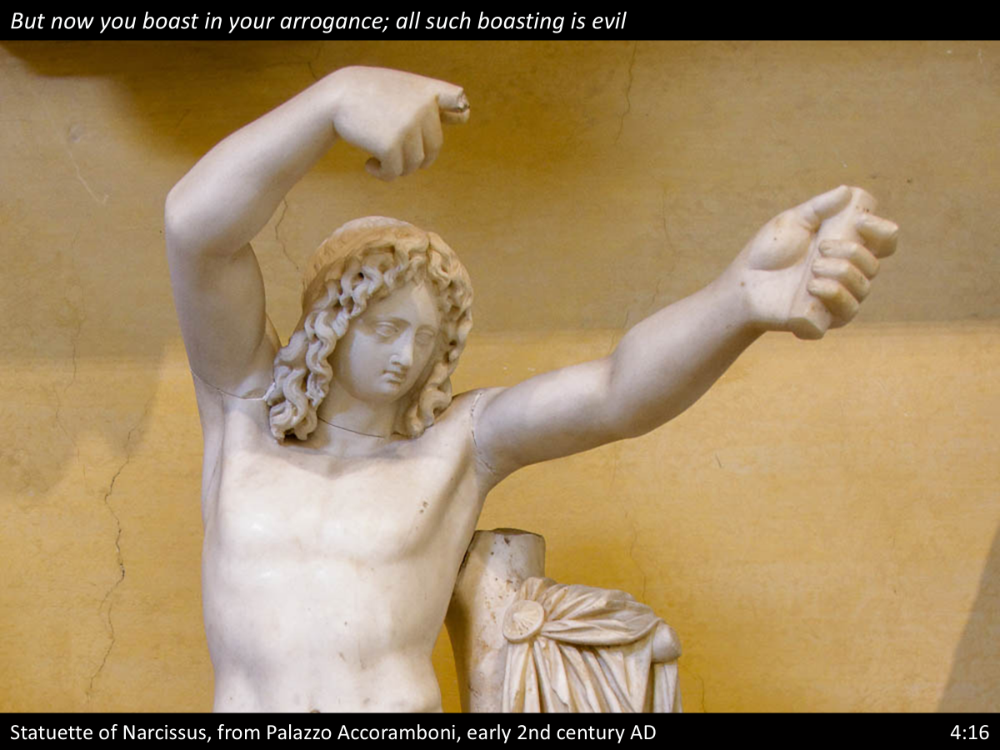 But now you boast in your arrogance; all such boasting is evil
Statuette of Narcissus, from Palazzo Accoramboni, early 2nd century AD
4:16